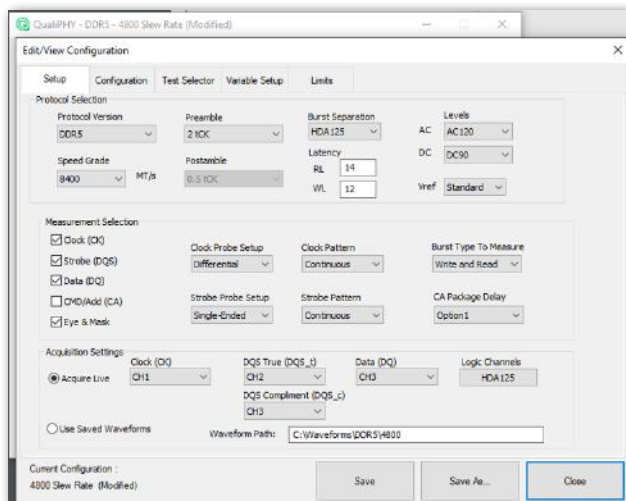 QualiPHY - DDR5 - 4800 Slew Rate (Modified)
Edit/View Configuration
Setup Configuration Test Selector Variable Setup Limits
Protocol Selection
Protocol Version Preamble Burst Separation Levels
DDR5 2 tCK HDA125 AC AC120
Speed Grade Postamble Latency DC DC90
8400 MT/s 0.5 tCK RL 14
WL 12 Vref Standard
Measurement Selection
Clock (CK)
Strobe (DQS) Clock Probe Setup Clock Pattern Burst Type To Measure
Data (DQ) Differential Continuous Write and Read
CMD/Add (CA) Strobe Probe Setup Strobe Pattern CA Package Delay
Eye & Mask Single-Ended Continuous Option1
Acquisition Settings
Clock (CK) DQS True (DQS_t) Data (DQ) Logic Channels
Acquire Live CH1 CH2 CH3 HDA125
DQS Compliment (DQS_c)
CH3
Use Saved Waveforms Waveform Path: C:\Waveforms\DDR5\4800
Current Configuration :
4800 Slew Rate (Modified) Save Save As... Close